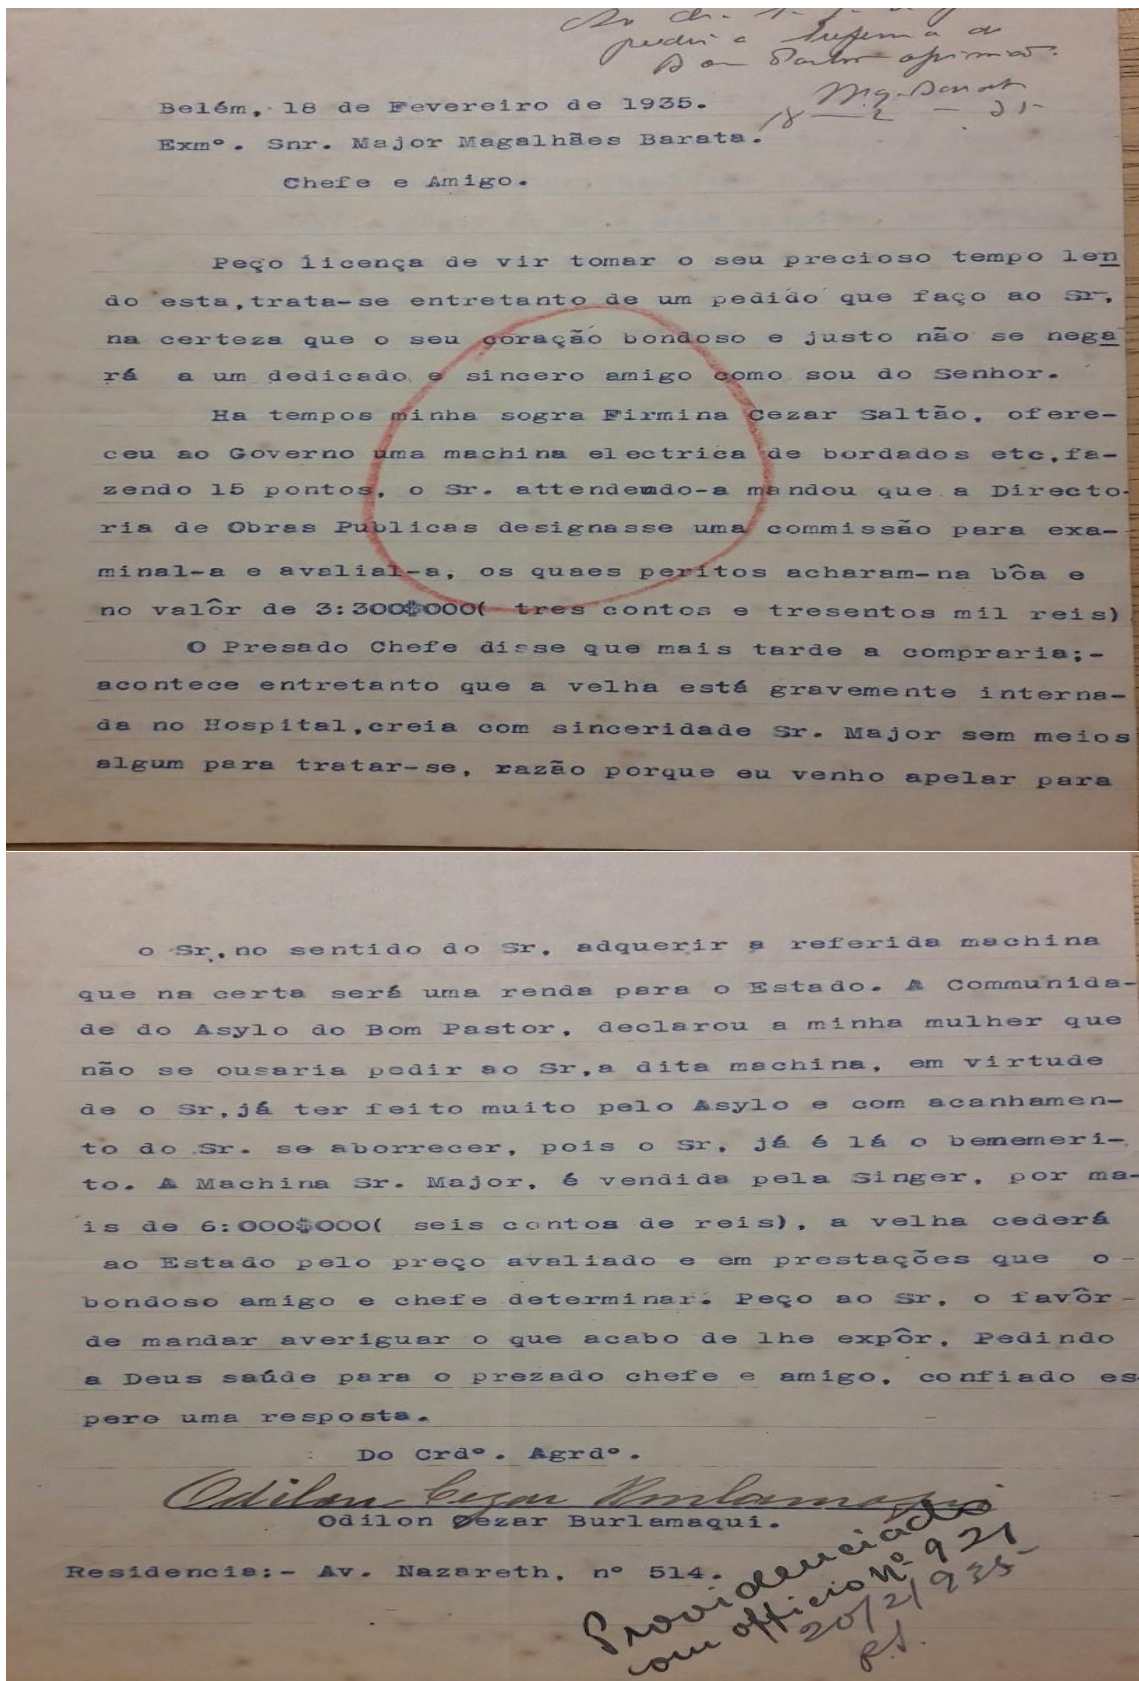 pedir a
Belém, 18 de Fevereiro de 1935.
18 — 2 —
Exmº. Snr. Major Magalhães Barata.
Chefe e Amigo.
Peço licença de vir tomar o seu precioso tempo len
do esta,trata-se entretanto de um pedido que faço ao Sr,
na certeza que o seu coração bondoso e justo não se nega
rá a um dedicado e sincero amigo como sou do Senhor.
Ha tempos minha sogra Firmina Cezar Saltão, ofere-
ceu ao Governo uma machina electrica de bordados etc,fa-
zendo 15 pontos, o Sr. attendendo-a mandou que a Directo-
ria de Obras Publicas designasse uma commissão para exa-
minal-a e avalial-a, os quaes peritos acharam-na bôa e
no valôr de 3:300$000( tres contos e tresentos mil reis)
O Presado Chefe disse que mais tarde a compraria;-
acontece entretanto que a velha está gravemente interna-
da no Hospital,creia com sinceridade Sr. Major sem meios
algum para tratar-se, razão porque eu venho apelar para
o Sr,no sentido do Sr, adquerir a referida machina
que na certa será uma renda para o Estado. A Communida-
de do Asylo do Bom Pastor, declarou a minha mulher que
não se ousaria pedir ao Sr,a dita machina, em virtude
de o Sr,já ter feito muito pelo Asylo e com acanhamen-
to do Sr. se aborrecer, pois o Sr, já é lá o bememeri-
to. A Machina Sr. Major, é vendida pela Singer, por ma-
is de 6:000$000( seis contos de reis), a velha cederá
ao Estado pelo preço avaliado e em prestações que o-
bondoso amigo e chefe determinar. Peço ao Sr, o favôr-
de mandar averiguar o que acabo de lhe expôr, Pedindo
a Deus saúde para o prezado chefe e amigo, confiado es
pero uma resposta.
Do Crdº. Agrdº.
Odilon Cezar Burlamaqui
Odilon Cezar Burlamaqui.
Residencia;- Av. Nazareth, nº 514.
Providenciado
com officio nº 921
20/2/935-